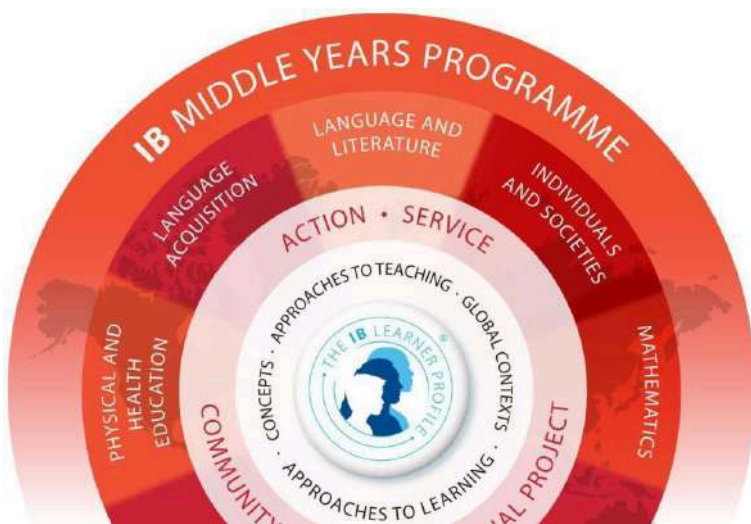 IB MIDDLE YEARS PROGRAMME
LANGUAGE AND
LITERATURE
LANGUAGE
ACQUISITION
INDIVIDUALS
AND SOCIETIES
PHYSICAL AND
HEALTH
EDUCATION
MATHEMATICS
ACTION • SERVICE
COMMUNITY
PROJECT
APPROACHES TO TEACHING · GLOBAL CONTEXTS ·
APPROACHES TO LEARNING ·
CONCEPTS ·
· THE IB LEARNER PROFILE ·
®